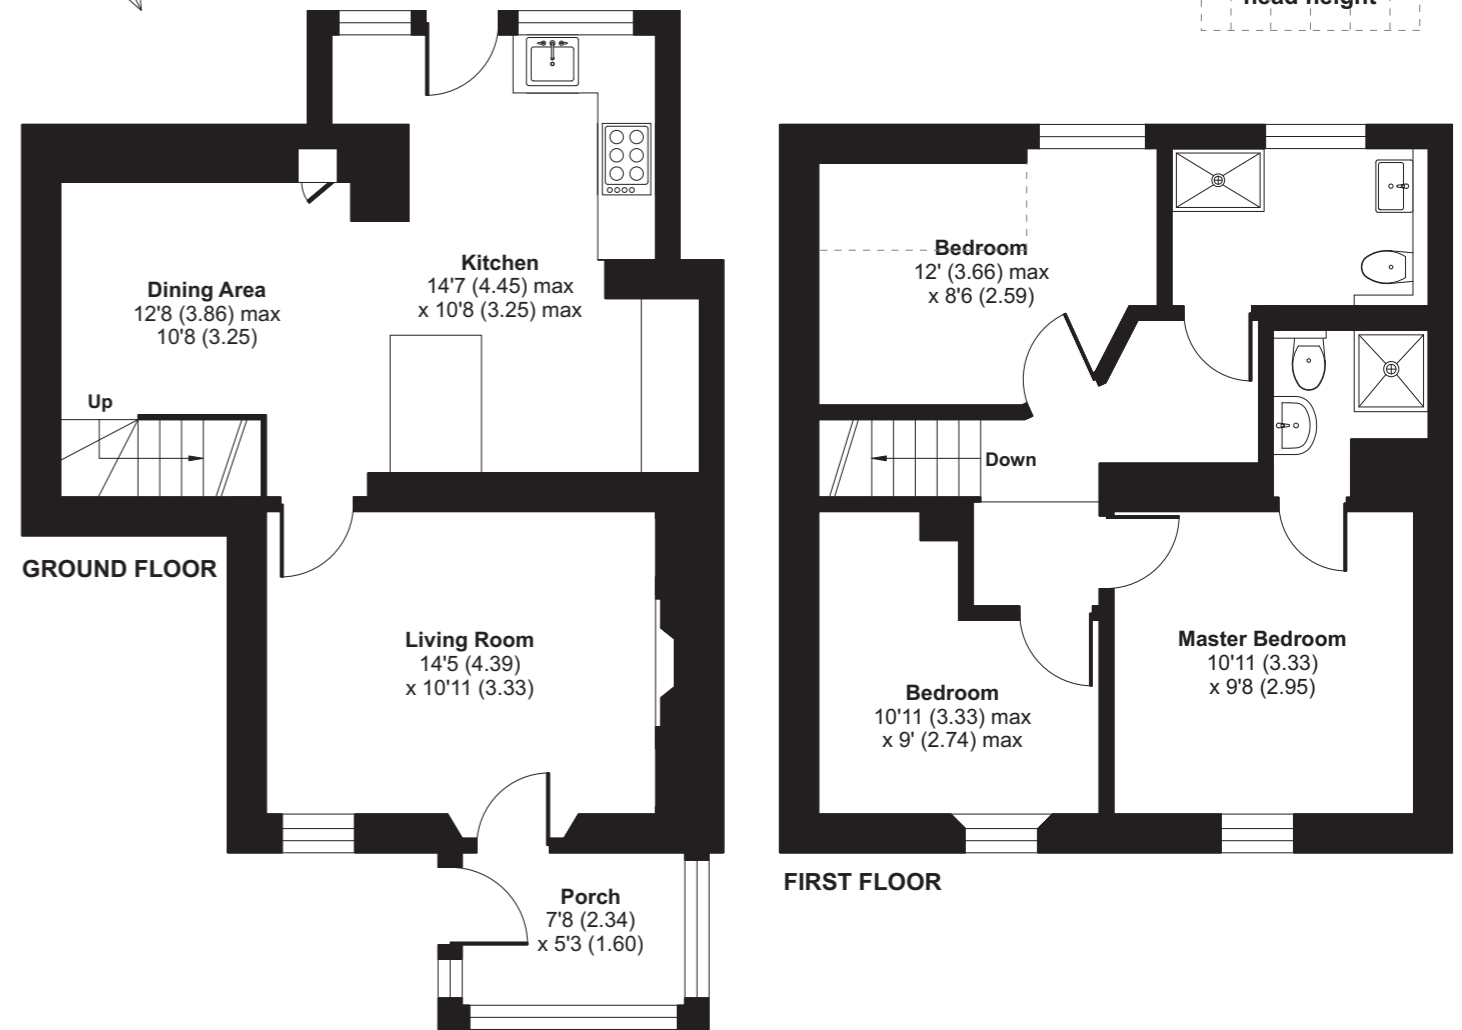 head height
Kitchen
14'7 (4.45) max
x 10'8 (3.25) max
Dining Area
12'8 (3.86) max
10'8 (3.25)
Up
GROUND FLOOR
Living Room
14'5 (4.39)
x 10'11 (3.33)
Porch
7'8 (2.34)
x 5'3 (1.60)
Bedroom
12' (3.66) max
x 8'6 (2.59)
Down
Bedroom
10'11 (3.33) max
x 9' (2.74) max
Master Bedroom
10'11 (3.33)
x 9'8 (2.95)
FIRST FLOOR